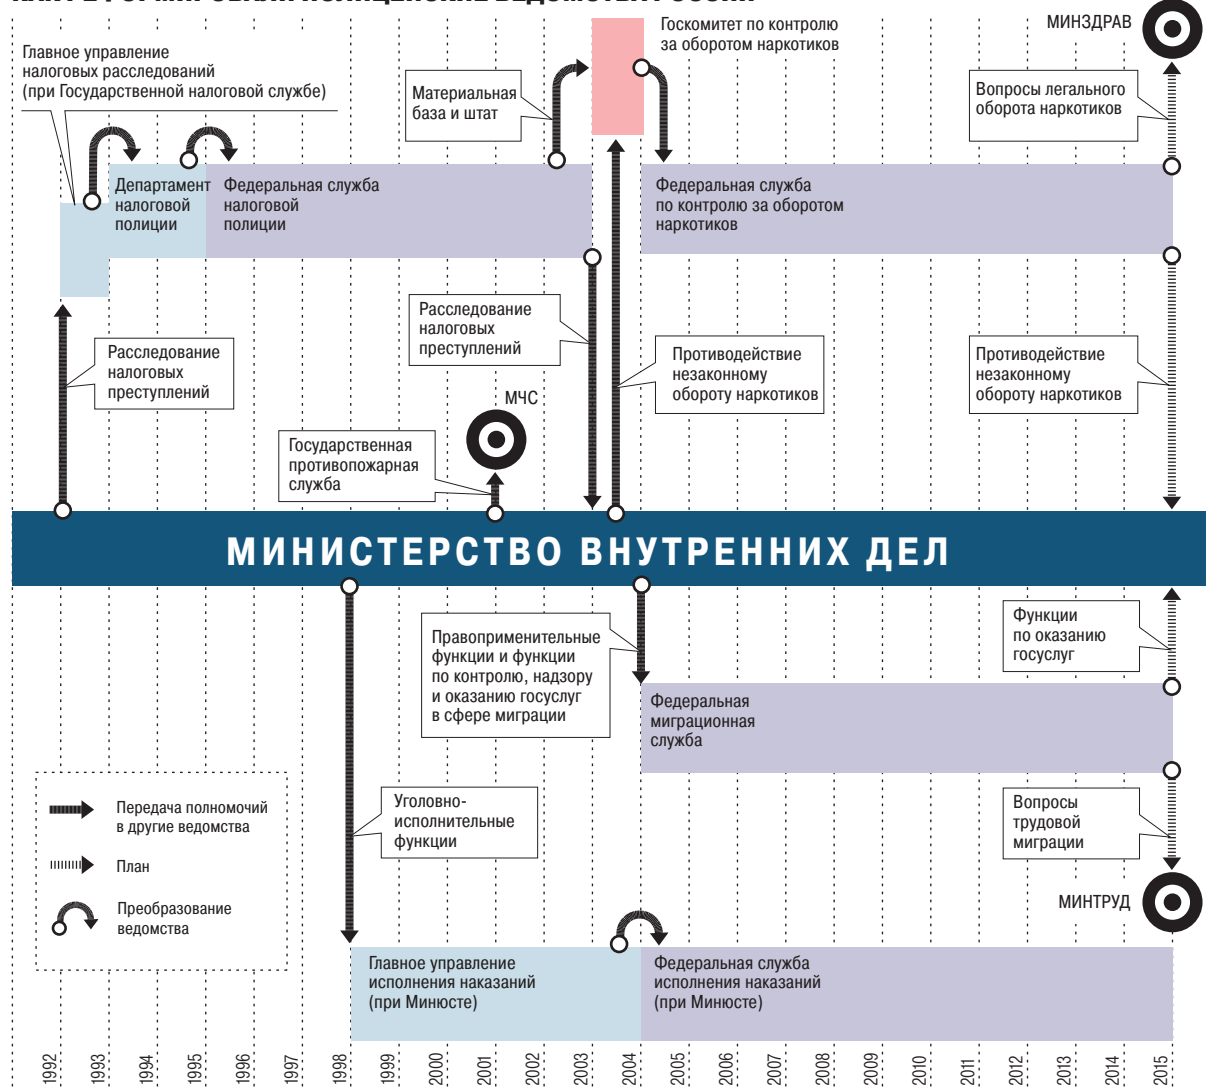 КАК РЕФОРМИРОВАЛИ ПОЛИЦЕЙСКИЕ ВЕДОМСТВА РОССИИ
Главное управление
налоговых расследований
(при Государственной налоговой службе)
Материальная
база и штат
Госкомитет по контролю
за оборотом наркотиков
МИНЗДРАВ
Вопросы легального
оборота наркотиков
Департамент
налоговой
полиции
Федеральная служба
налоговой
полиции
Федеральная служба
по контролю за оборотом
наркотиков
Расследование
налоговых
преступлений
Расследование
налоговых
преступлений
Противодействие
незаконному
обороту наркотиков
Противодействие
незаконному
обороту наркотиков
МЧС
Государственная
противопожарная
служба
МИНИСТЕРСТВО ВНУТРЕННИХ ДЕЛ
Правоприменительные
функции и функции
по контролю, надзору
и оказанию госуслуг
в сфере миграции
Функции
по оказанию
госуслуг
Федеральная
миграционная
служба
Уголовно-
исполнительные
функции
Вопросы
трудовой
миграции
МИНТРУД
Передача полномочий
в другие ведомства
План
Преобразование
ведомства
Главное управление
исполнения наказаний
(при Минюсте)
Федеральная служба
исполнения наказаний
(при Минюсте)
1992
1993
1994
1995
1996
1997
1998
1999
2000
2001
2002
2003
2004
2005
2006
2007
2008
2009
2010
2011
2012
2013
2014
2015